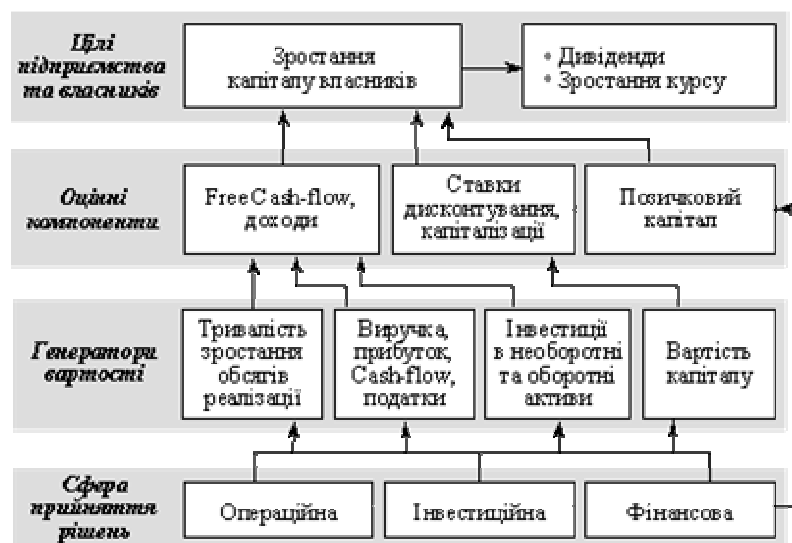 Цілі
підприємства
та власників
Зростання
капіталу власників
• Дивіденди
• Зростання курсу
Оцінні
компоненти
Free Cash-flow,
доходи
Ставки
дисконтування,
капіталізації
Позичковий
капітал
Генератори
вартості
Тривалість
зростання
обсягів
реалізації
Виручка,
прибуток,
Cash-flow,
податки
Інвестиції
в необоротні
та оборотні
активи
Вартість
капіталу
Сфера
прийняття
рішень
Операційна
Інвестиційна
Фінансова